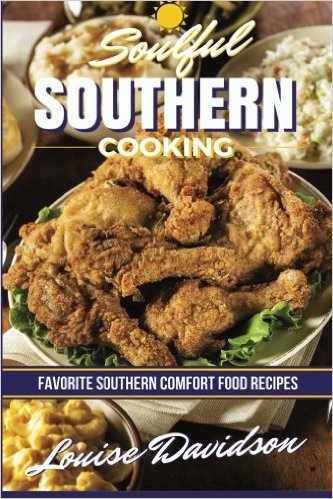 Soulful
SOUTHERN
COOKING
FAVORITE SOUTHERN COMFORT FOOD RECIPES
Louise Davidson